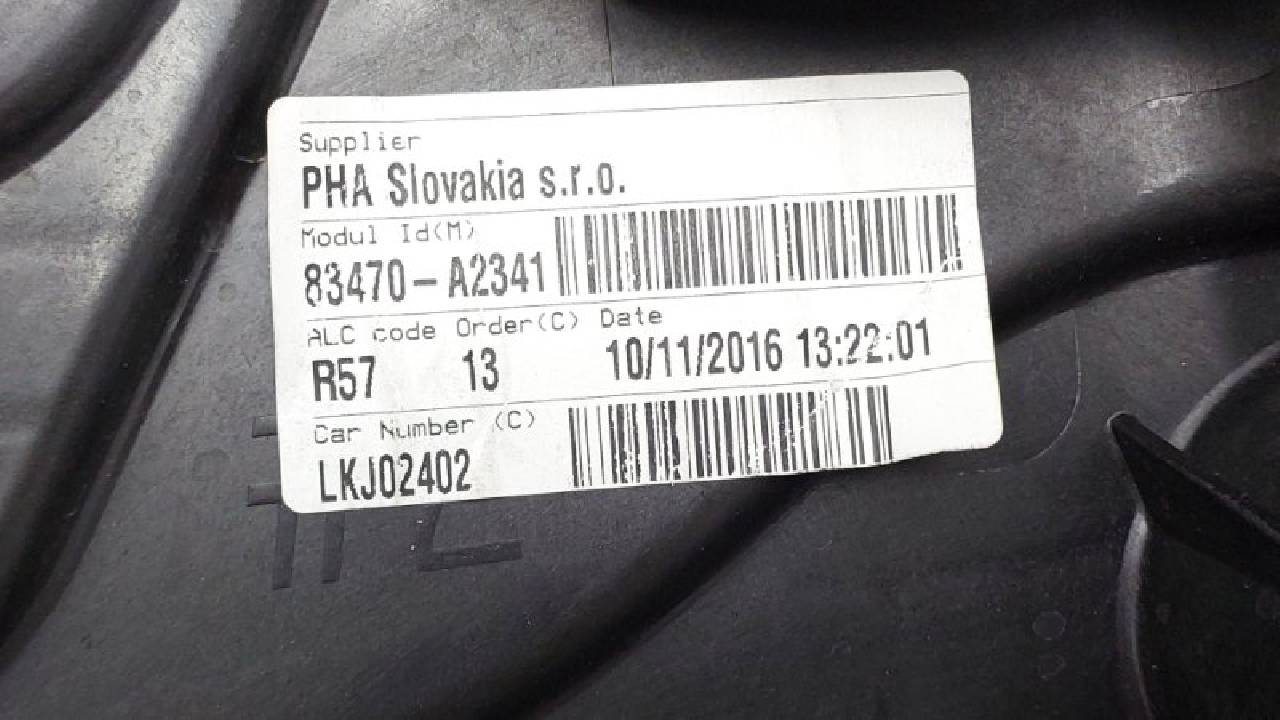 Supplier
PHA Slovakia s.r.o.
Modul Id(M)
83470-A2341
ALC code Order(C) Date
R57 13 10/11/2016 13:22:01
Car Number (C)
LKJ02402